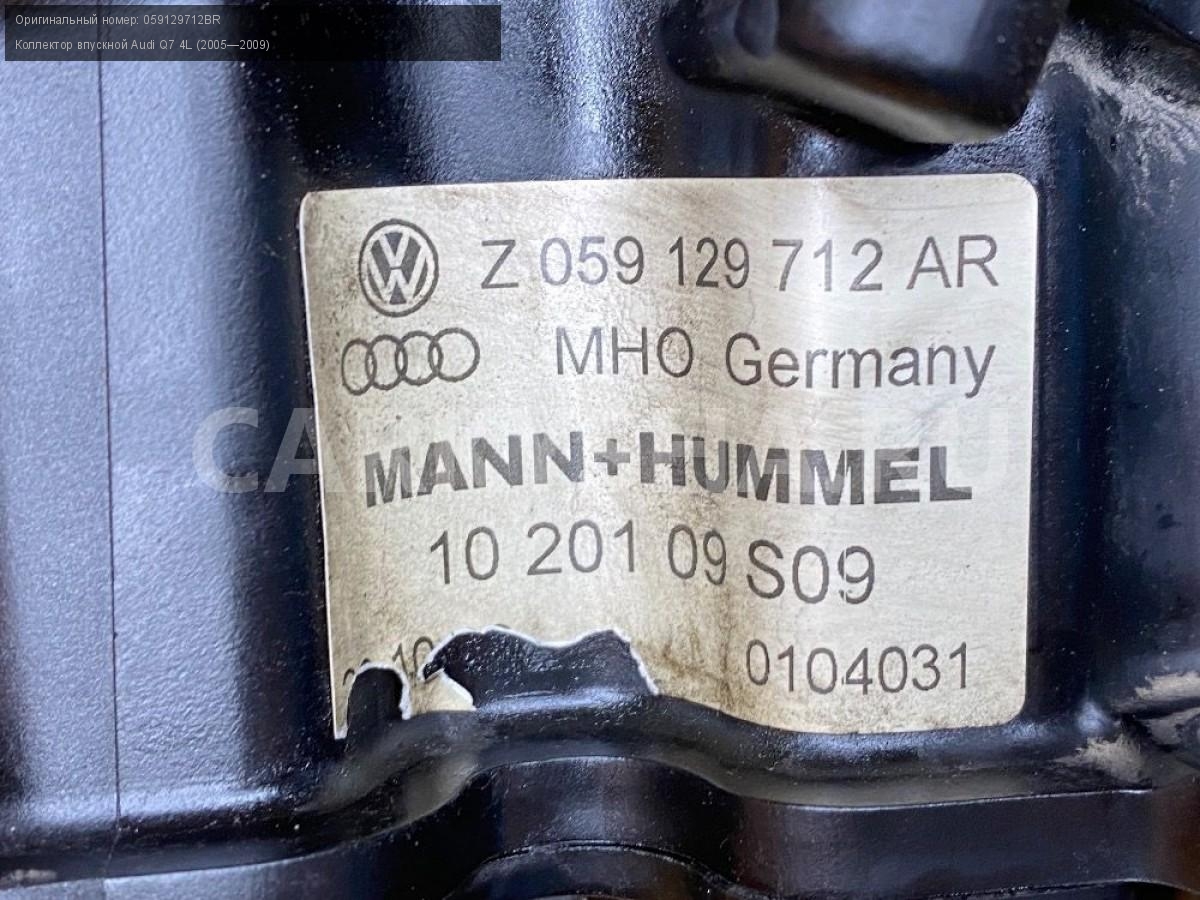 Оригинальный номер: 059129712BR
Коллектор впускной Audi Q7 4L (2005—2009)
Z 059 129 712 AR
MHO Germany
MANN+HUMMEL
10 201 09 S09
10 0104031